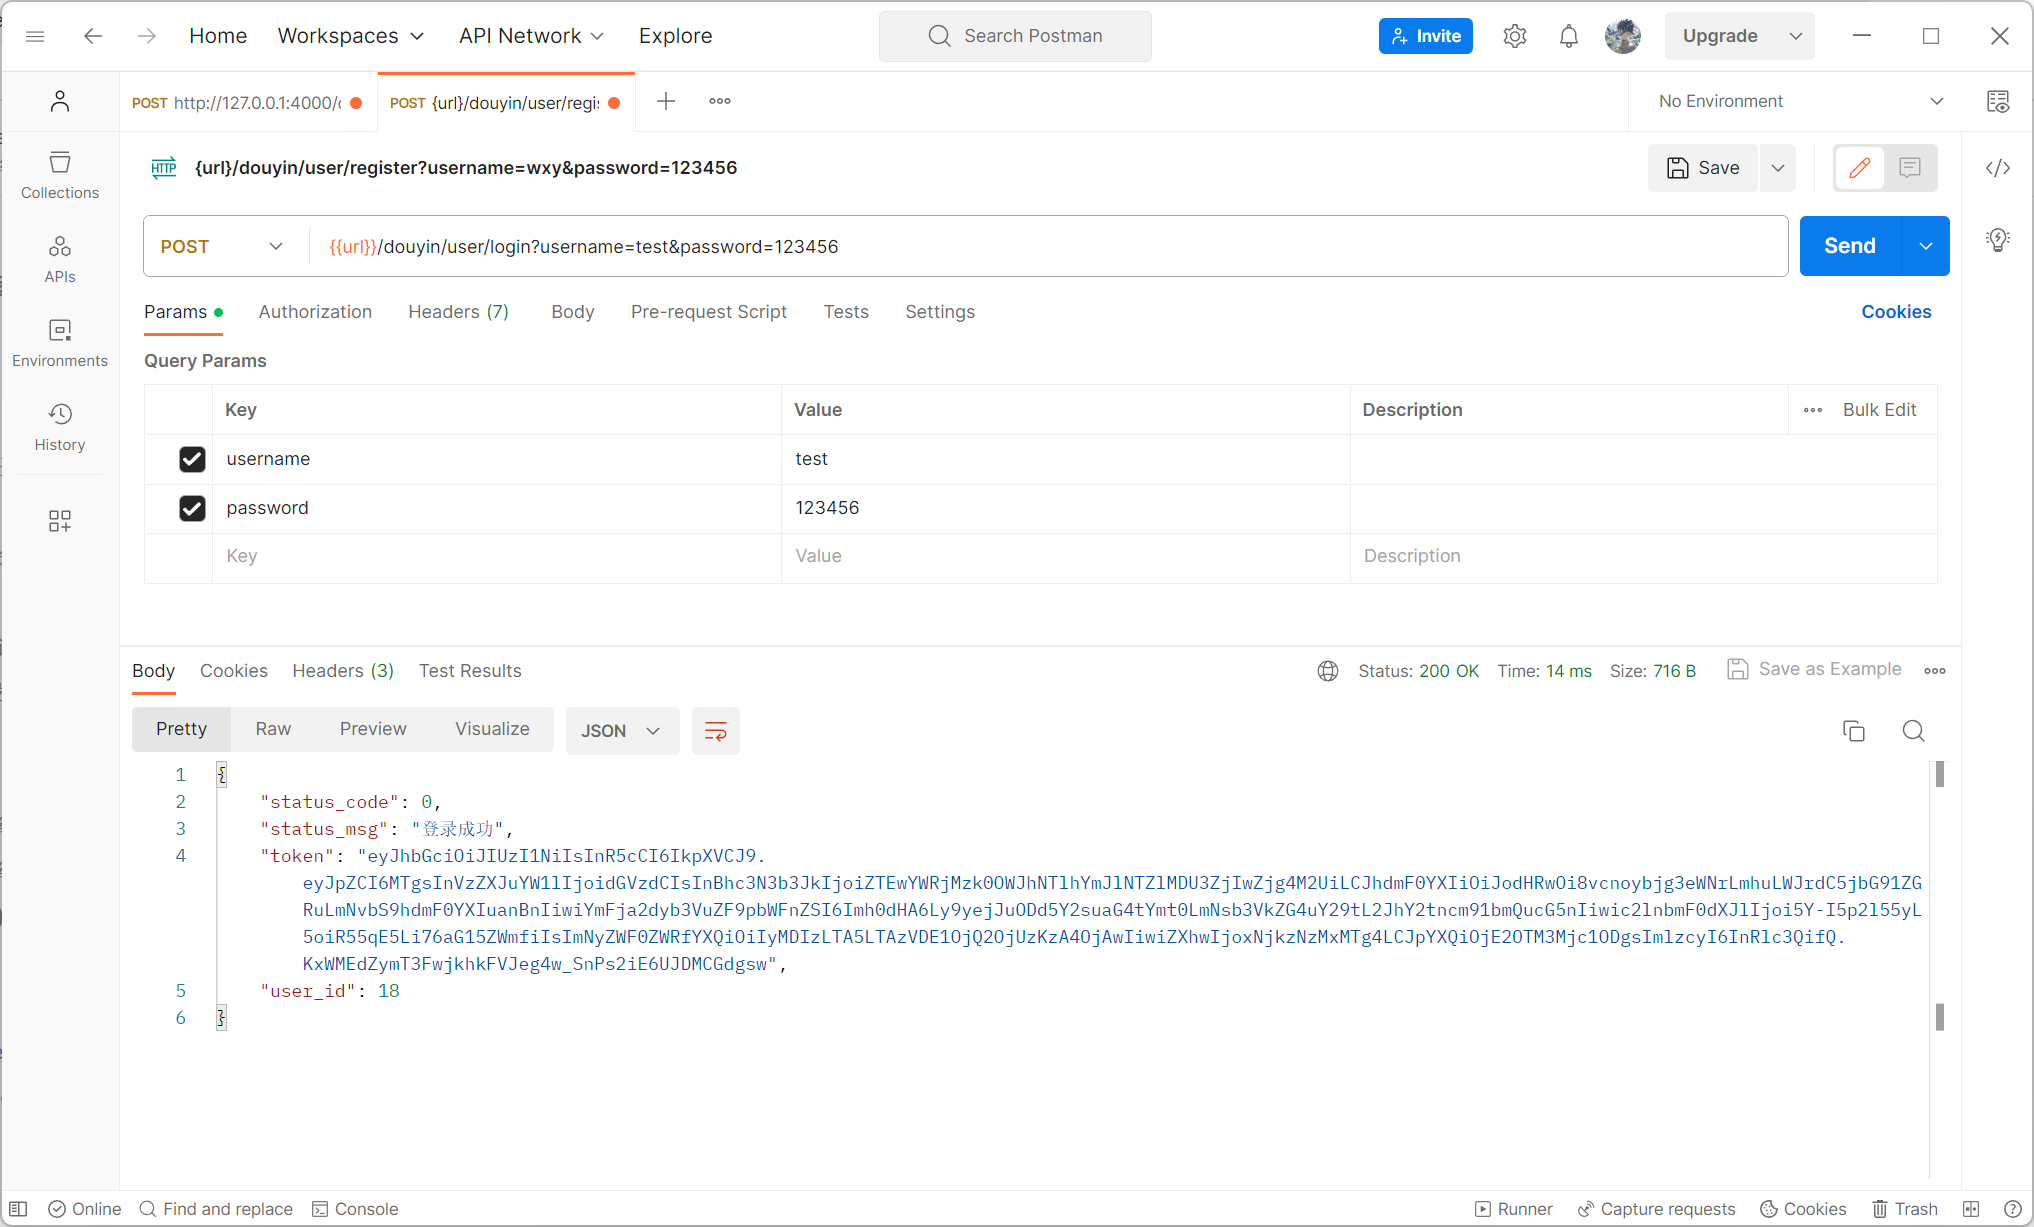 Home
Workspaces
API Network
Explore
Search Postman
Invite
Upgrade
POST http://127.0.0.1:4000/
POST {url}/douyin/user/regi
No Environment
HTTP {url}/douyin/user/register?username=wxy&password=123456
Save
Collections
APIs
Environments
History
POST
{{url}}/douyin/user/login?username=test&password=123456
Send
Params
Authorization
Headers (7)
Body
Pre-request Script
Tests
Settings
Cookies
Query Params
Key Value Description
Bulk Edit
username test
password 123456
Key Value Description
Body
Cookies
Headers (3)
Test Results
Status: 200 OK Time: 14 ms Size: 716 B
Save as Example
Pretty
Raw
Preview
Visualize
JSON
1 {
2 "status_code": 0,
3 "status_msg": "登录成功",
4 "token": "eyJhbGciOiJIUzI1NiIsInR5cCI6IkpXVCJ9.
eyJpZCI6MTgsInVzZXJuYW1lIjoidGVzdCIsInBhc3N3b3JkIjoiZTEwYWRjMzk0OWJhNTlhYmJlNTZlMDU3ZjIwZjg4M2UiLCJhdmF0YXIiOiJodHRwOi8vcnoybjg3eWNrLmhuLWJrdC5jbG91ZG
RuLmNvbS9hdmF0YXIuanBnIiwiYmFja2dyb3VuZF9pbWFnZSI6Imh0dHA6Ly9yejJuODd5Y2suaG4tYmt0LmNsb3VkZG4uY29tL2JhY2tncm91bmQucG5nIiwic2lnbmF0dXJlIjoi5Y-I5p2l55yL
5oiR55qE5Li76aG15ZWmfiIsImNyZWF0ZWRfYXQiOiIyMDIzLTA5LTAzVDE1OjQ2OjUzKzA4OjAwIiwiZXhwIjoxNjkzNzMxMTg4LCJpYXQiOjE2OTM3Mjc1ODgsImlzcyI6InRlc3QifQ.
KxWMEdZymT3FwjkhkFVJeg4w_SnPs2iE6UJDMCGdgsw",
5 "user_id": 18
6 }
Online
Find and replace
Console
Runner
Capture requests
Cookies
Trash